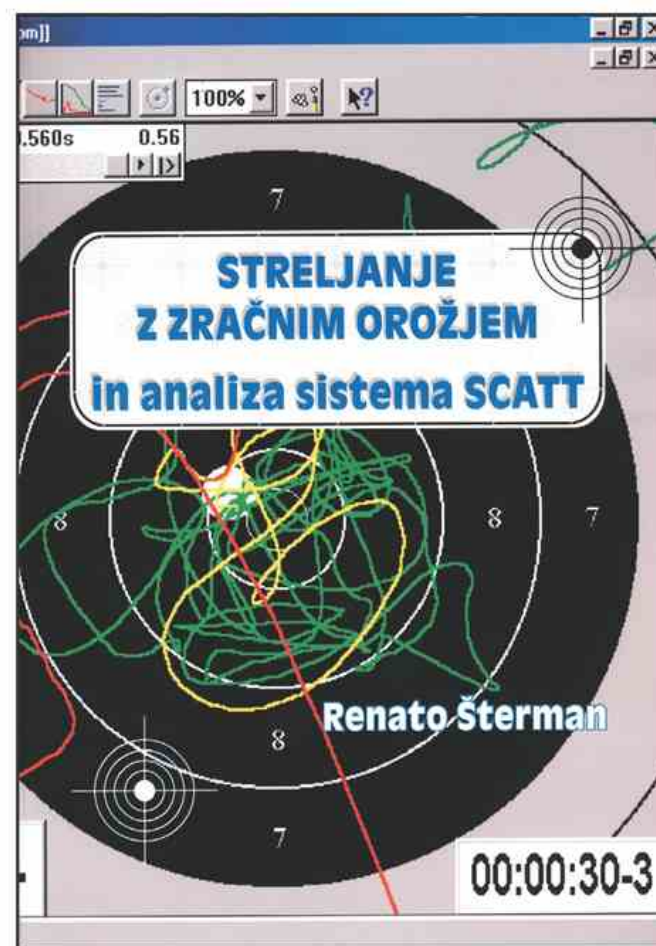 om]]
100%
.560s 0.56
7
STRELJANJE
Z ZRAČNIM OROŽJEM
in analiza sistema SCATT
8 8 7
Renato Šterman
8
7
00:00:30-3